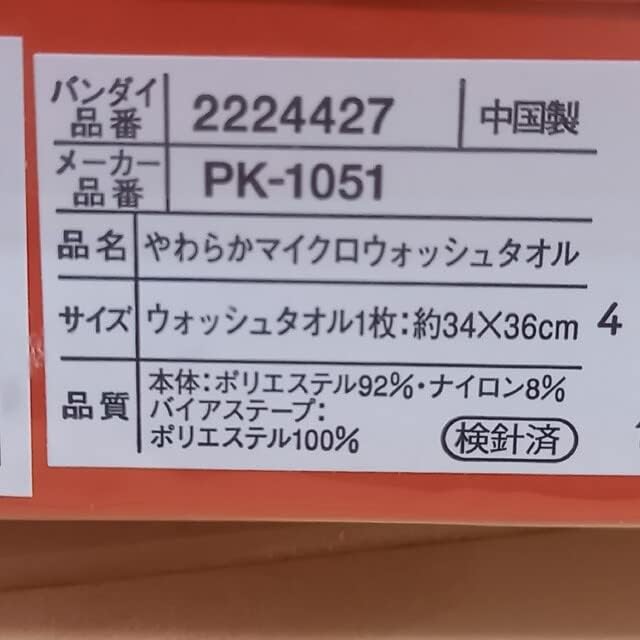 バンダイ品番 2224427 中国製
メーカー品番 PK-1051
品名 やわらかマイクロウォッシュタオル
サイズ ウォッシュタオル1枚:約34×36cm 4
品質 本体:ポリエステル92%・ナイロン8%
バイアステープ:
ポリエステル100% 検針済